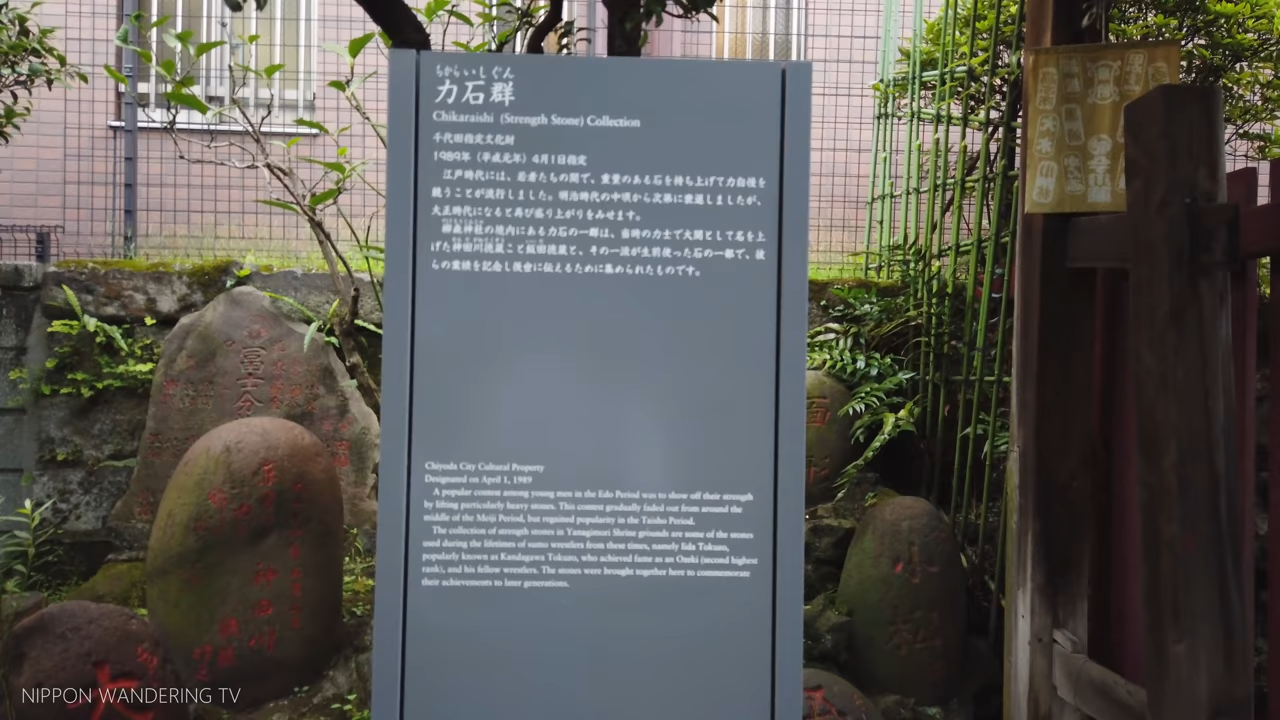 ちからいしぐん
力石群
Chikaraishi (Strength Stone) Collection
千代田指定文化財
1989年（平成元年）4月1日指定
江戸時代には、若者たちの間で、重量のある石を持ち上げて力自慢を
競うことが流行しました。明治時代の中頃から次第に衰退しましたが、
大正時代になると再び盛り上がりをみせます。
柳森神社の境内にある力石の一群は、当時の力士で大関として名を上
げた神田川徳蔵こと飯田徳蔵と、その一派が生前使った石の一部で、彼
らの業績を記念し後世に伝えるために集められたものです。
Chiyoda City Cultural Property
Designated on April 1, 1989
A popular contest among young men in the Edo Period was to show off their strength
by lifting particularly heavy stones. This contest gradually faded out from around the
middle of the Meiji Period, but regained popularity in the Taisho Period.
The collection of strength stones in Yanagimori Shrine grounds are some of the stones
used during the lifetimes of sumo wrestlers from these times, namely Iida Tokuzo,
popularly known as Kandagawa Tokuzo, who achieved fame as an Ozeki (second highest
rank), and his fellow wrestlers. The stones were brought together here to commemorate
their achievements to later generations.
冨士
神田川
大
NIPPON WANDERING TV